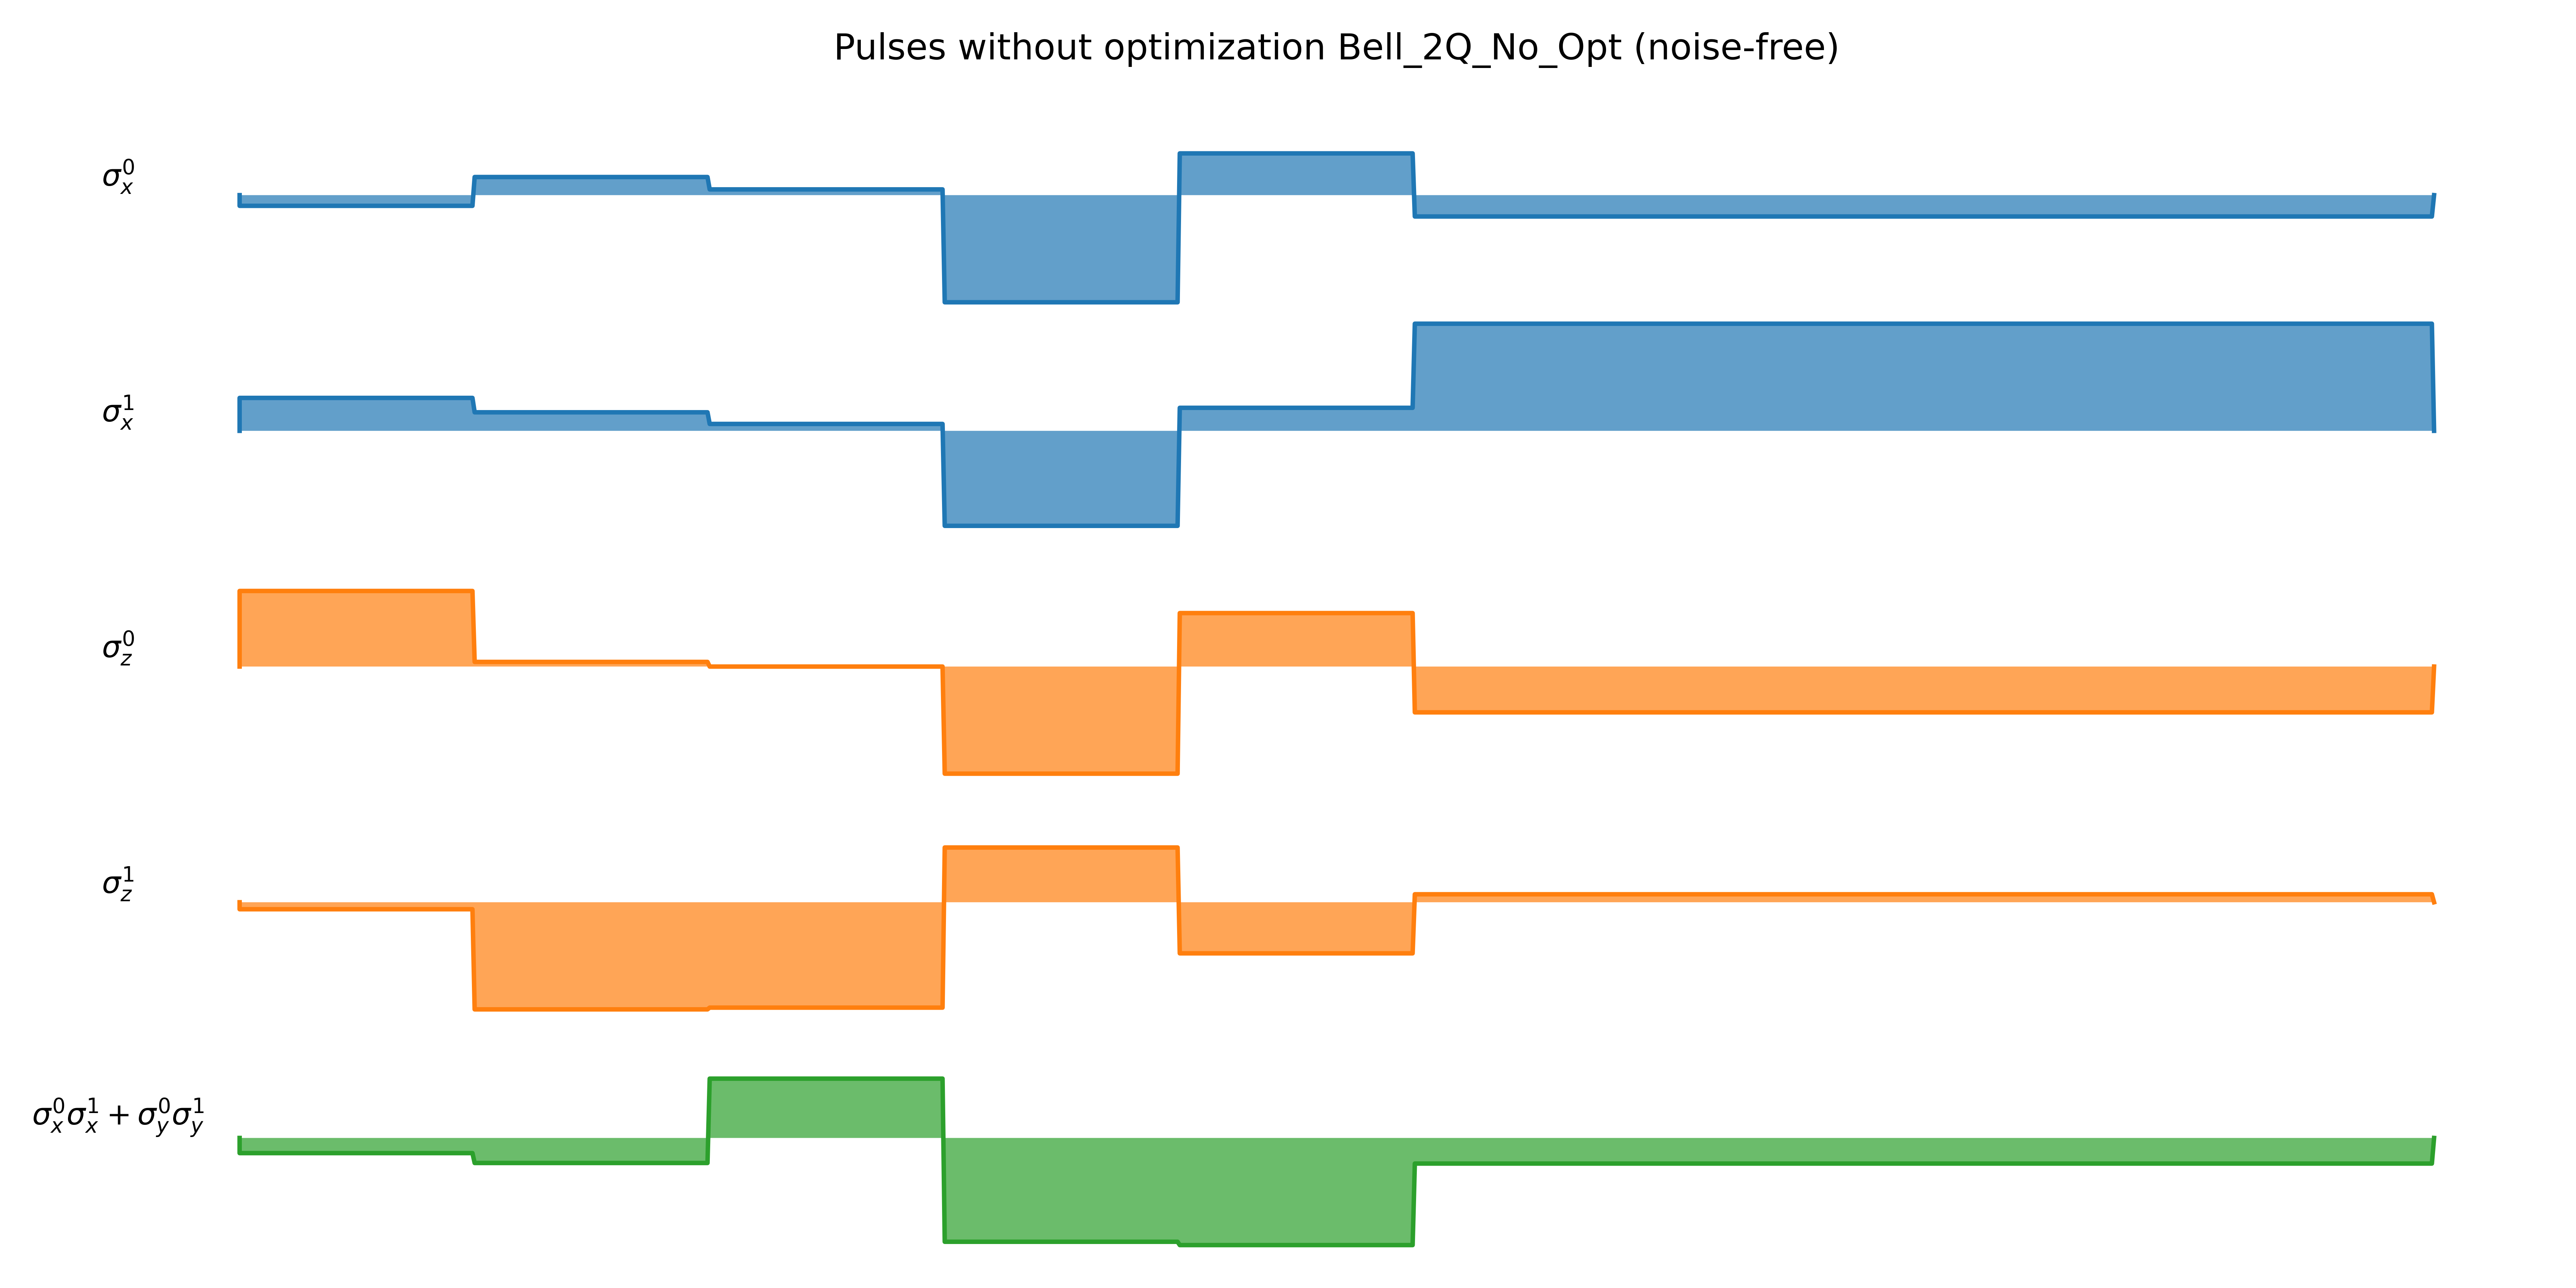 Pulses without optimization Bell_2Q_No_Opt (noise-free)
σ_x^0
σ_x^1
σ_z^0
σ_z^1
σ_x^0σ_x^1 + σ_y^0σ_y^1